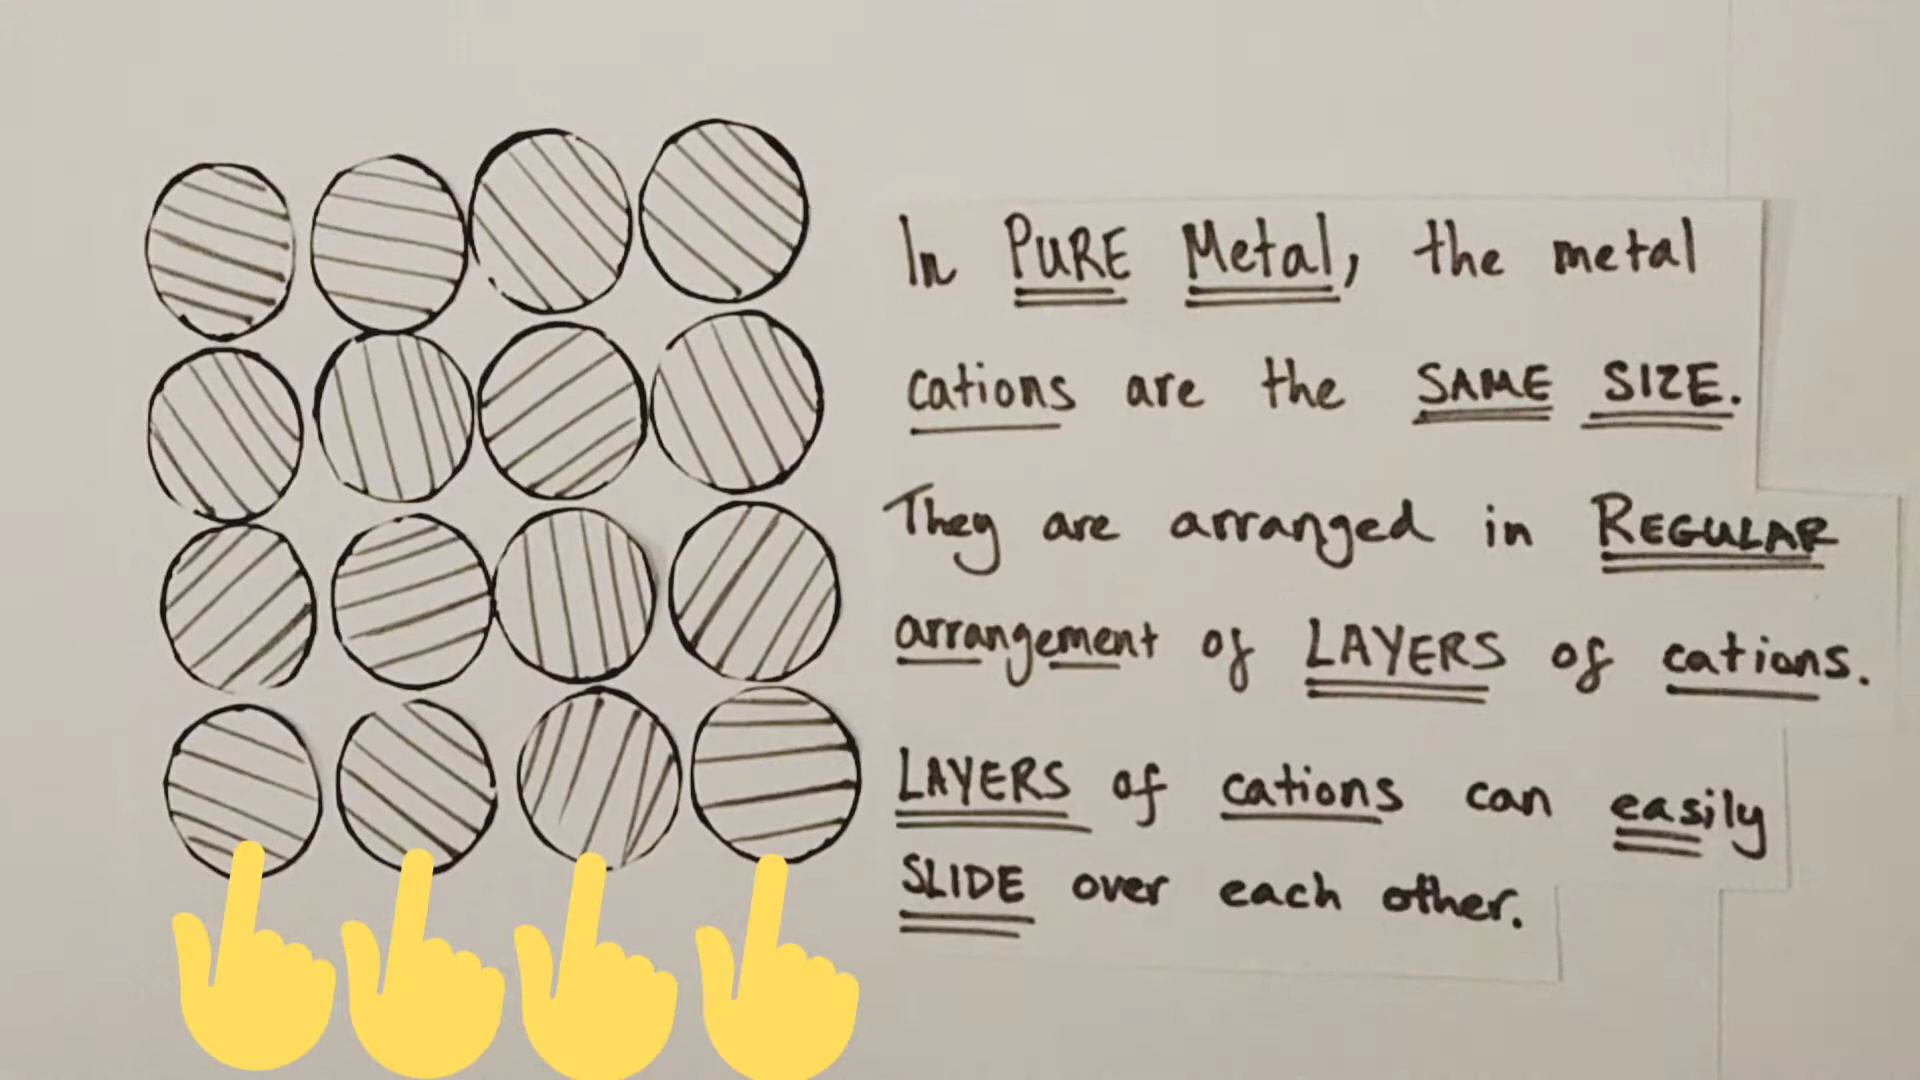 In PURE Metal, the metal
cations are the SAME SIZE.
They are arranged in REGULAR
arrangement of LAYERS of cations.
LAYERS of cations can easily
SLIDE over each other.